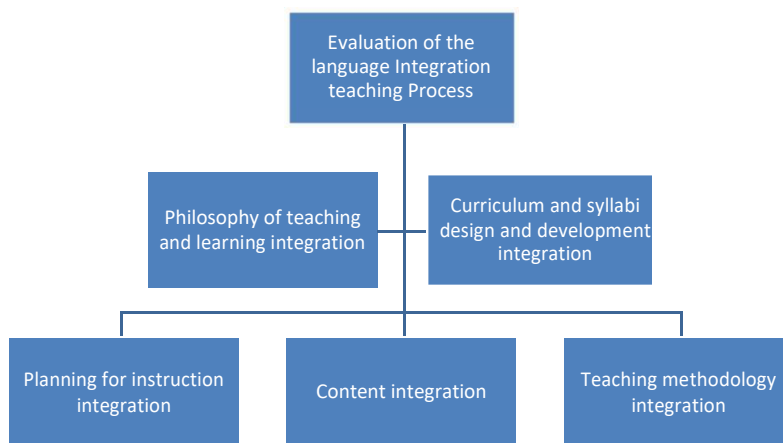 Evaluation of the
language Integration
teaching Process
Philosophy of teaching
and learning integration
Curriculum and syllabi
design and development
integration
Planning for instruction
integration
Content integration
Teaching methodology
integration